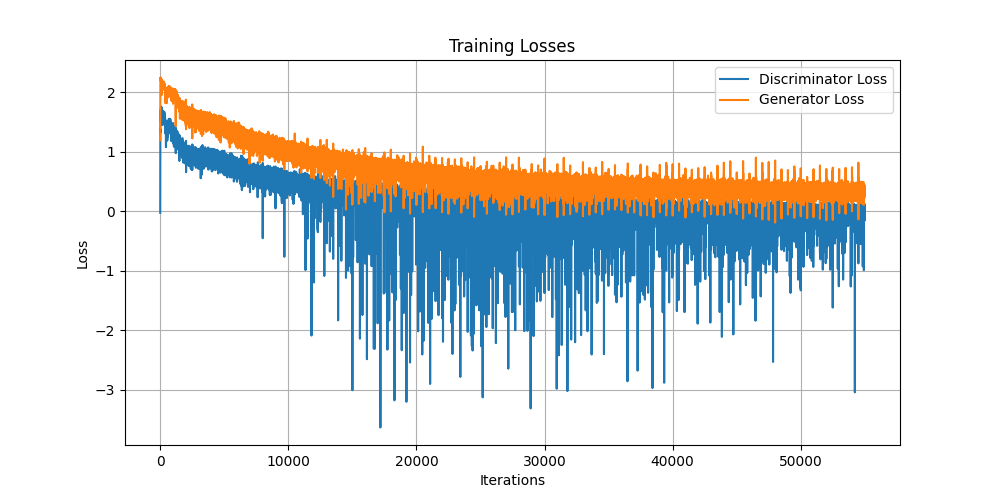 Training Losses
Discriminator Loss
Generator Loss
2
1
0
−1
−2
−3
Loss
0 10000 20000 30000 40000 50000
Iterations